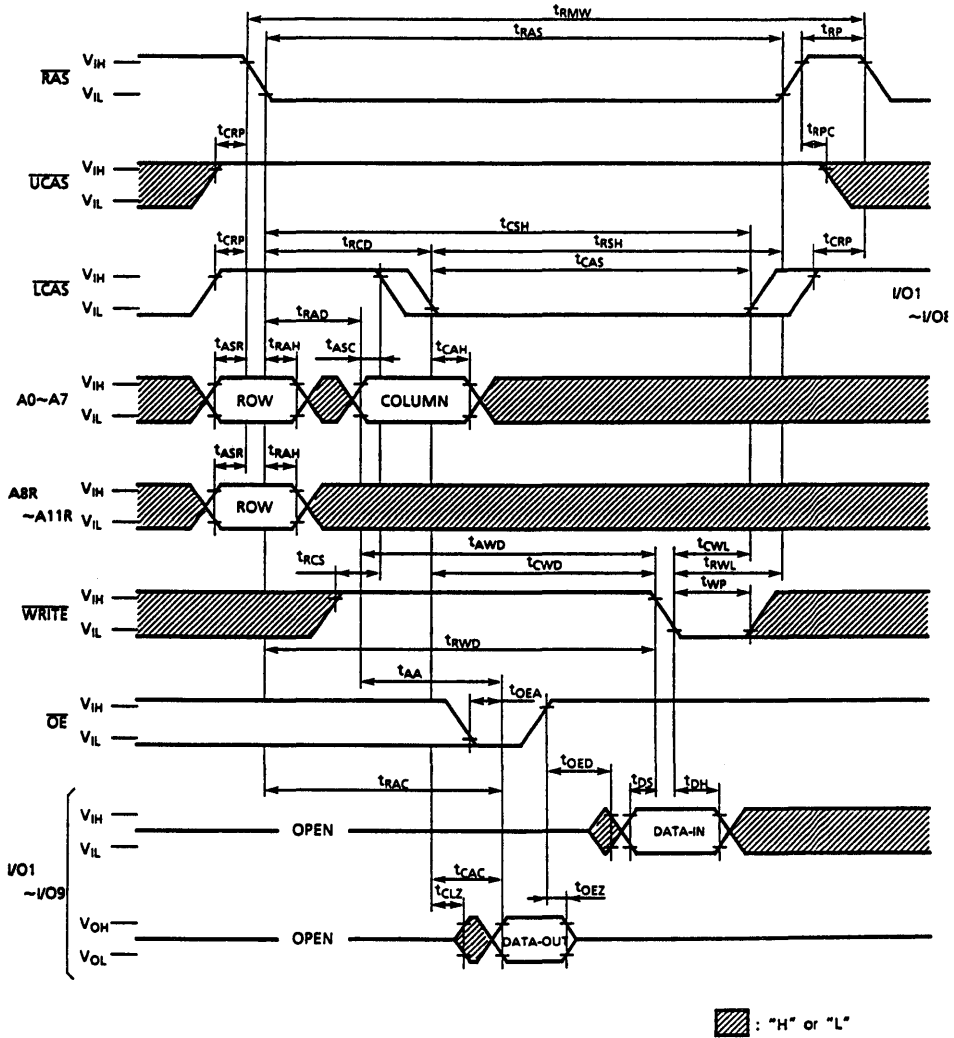 tRMW
tRAS
tRP
RAS
VIH
VIL
tCRP
tRPC
UCAS
VIH
VIL
tCSH
tCRP
tRCD
tRSH
tCRP
LCAS
VIH
VIL
tCAS
I/O1
~I/O8
tRAD
tASR
tRAH
tASC
tCAH
A0~A7
VIH
VIL
ROW
COLUMN
tASR
tRAH
A8R
~A11R
VIH
VIL
ROW
tAWD
tCWL
tRCS
tCWD
tRWL
tWP
WRITE
VIH
VIL
tRWD
tAA
tOEA
OE
VIH
VIL
tOED
tRAC
tDS
tDH
VIH
VIL
OPEN
DATA-IN
I/O1
~I/O9
tCAC
tOEZ
tCLZ
VOH
VOL
OPEN
DATA-OUT
: "H" or "L"